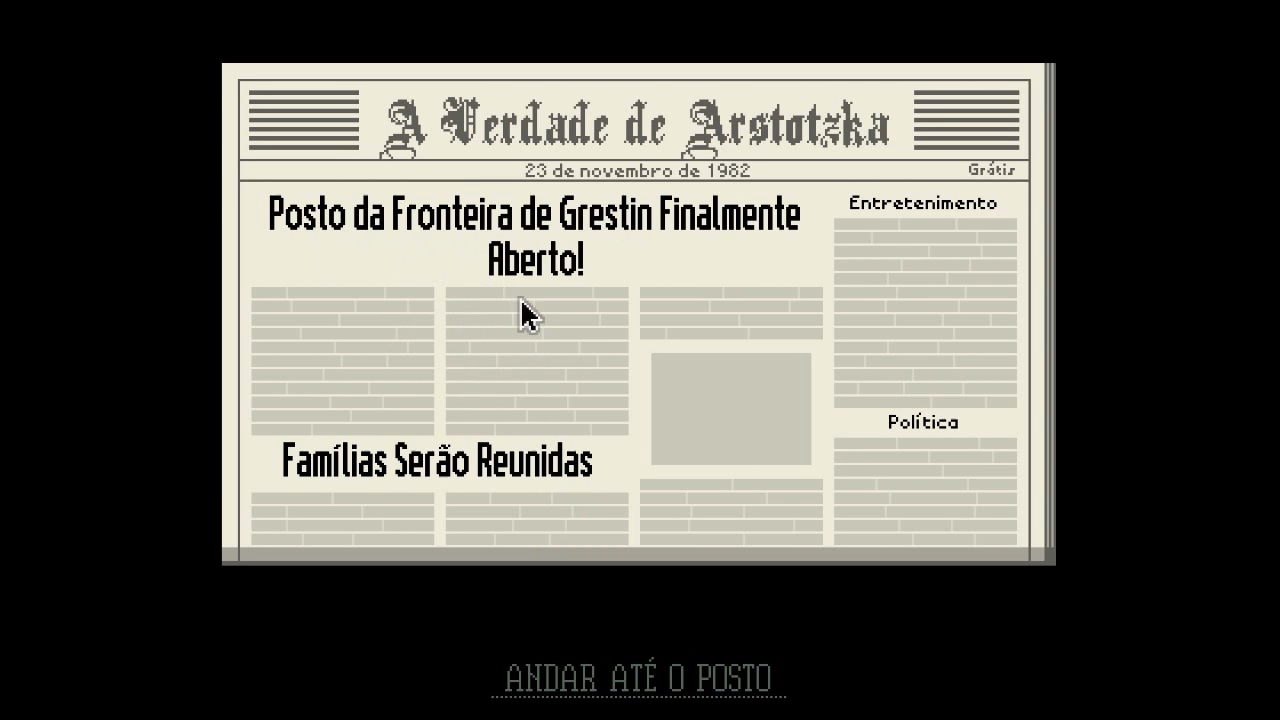 A Verdade de Arstotzka
23 de novembro de 1982
Grátis
Posto da Fronteira de Grestin Finalmente
Aberto!
Famílias Serão Reunidas
Entretenimento
Política
ANDAR ATÉ O POSTO